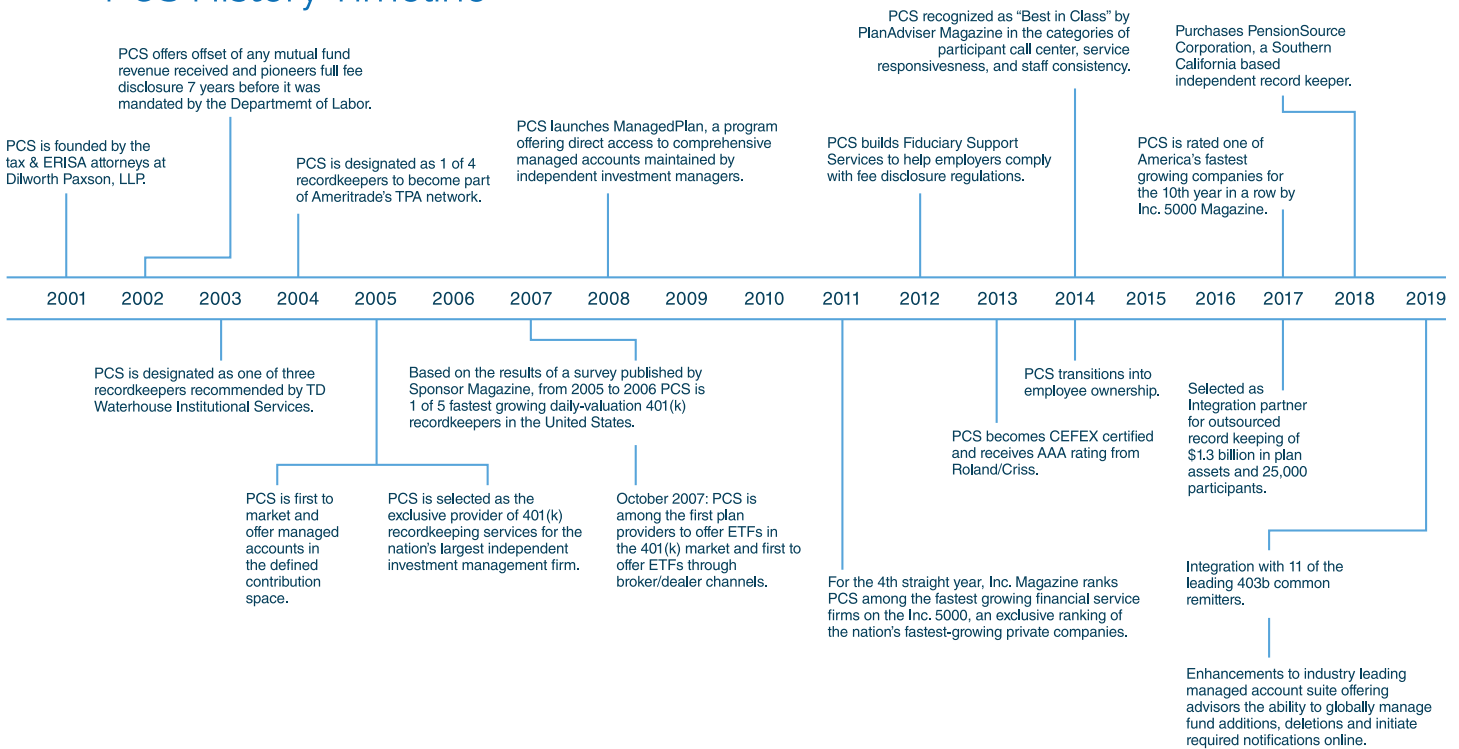 PCS History Timeline
PCS is founded by the
tax & ERISA attorneys at
Dilworth Paxson, LLP.
PCS offers offset of any mutual fund
revenue received and pioneers full fee
disclosure 7 years before it was
mandated by the Departmemt of Labor.
PCS is designated as 1 of 4
recordkeepers to become part
of Ameritrade's TPA network.
PCS launches ManagedPlan, a program
offering direct access to comprehensive
managed accounts maintained by
independent investment managers.
PCS builds Fiduciary Support
Services to help employers comply
with fee disclosure regulations.
PCS recognized as “Best in Class” by
PlanAdviser Magazine in the categories of
participant call center, service
responsivesness, and staff consistency.
PCS is rated one of
America's fastest
growing companies for
the 10th year in a row by
Inc. 5000 Magazine.
Purchases PensionSource
Corporation, a Southern
California based
independent record keeper.
2001 2002 2003 2004 2005 2006 2007 2008 2009 2010 2011 2012 2013 2014 2015 2016 2017 2018 2019
PCS is designated as one of three
recordkeepers recommended by TD
Waterhouse Institutional Services.
PCS is first to
market and
offer managed
accounts in
the defined
contribution
space.
PCS is selected as the
exclusive provider of 401(k)
recordkeeping services for the
nation's largest independent
investment management firm.
Based on the results of a survey published by
Sponsor Magazine, from 2005 to 2006 PCS is
1 of 5 fastest growing daily-valuation 401(k)
recordkeepers in the United States.
October 2007: PCS is
among the first plan
providers to offer ETFs in
the 401(k) market and first to
offer ETFs through
broker/dealer channels.
For the 4th straight year, Inc. Magazine ranks
PCS among the fastest growing financial service
firms on the Inc. 5000, an exclusive ranking of
the nation's fastest-growing private companies.
PCS becomes CEFEX certified
and receives AAA rating from
Roland/Criss.
PCS transitions into
employee ownership.
Selected as
Integration partner
for outsourced
record keeping of
$1.3 billion in plan
assets and 25,000
participants.
Integration with 11 of the
leading 403b common
remitters.
Enhancements to industry leading
managed account suite offering
advisors the ability to globally manage
fund additions, deletions and initiate
required notifications online.